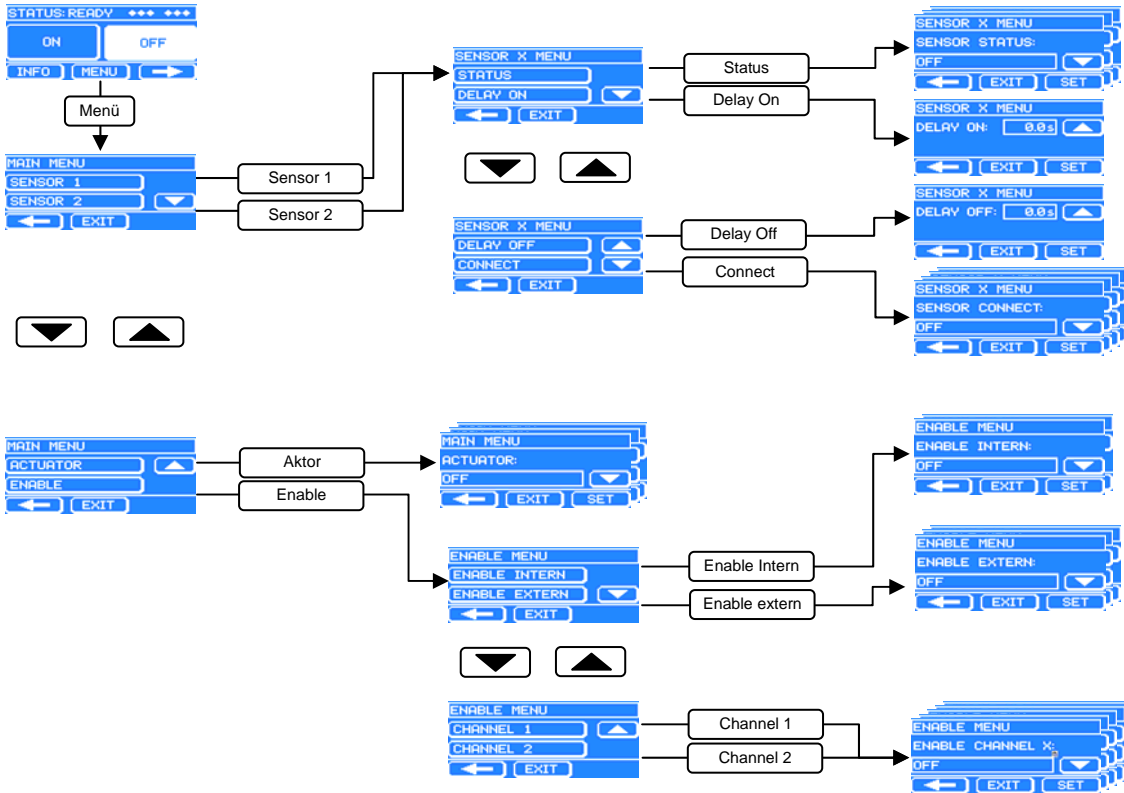 STATUS: READY
ON OFF
INFO MENU
Menü
MAIN MENU
SENSOR 1
SENSOR 2
EXIT
Sensor 1
Sensor 2
SENSOR X MENU
STATUS
DELAY ON
EXIT
Status
Delay On
SENSOR X MENU
SENSOR STATUS:
OFF
EXIT SET
SENSOR X MENU
DELAY ON: 0.0s
EXIT SET
SENSOR X MENU
DELAY OFF
CONNECT
EXIT
Delay Off
Connect
SENSOR X MENU
DELAY OFF: 0.0s
EXIT SET
SENSOR X MENU
SENSOR CONNECT:
OFF
EXIT SET
MAIN MENU
ACTUATOR
ENABLE
EXIT
Aktor
Enable
MAIN MENU
ACTUATOR:
OFF
EXIT SET
ENABLE MENU
ENABLE INTERN
ENABLE EXTERN
EXIT
Enable Intern
Enable extern
ENABLE MENU
ENABLE INTERN:
OFF
EXIT SET
ENABLE MENU
ENABLE EXTERN:
OFF
EXIT SET
ENABLE MENU
CHANNEL 1
CHANNEL 2
EXIT
Channel 1
Channel 2
ENABLE MENU
ENABLE CHANNEL X:
OFF
EXIT SET